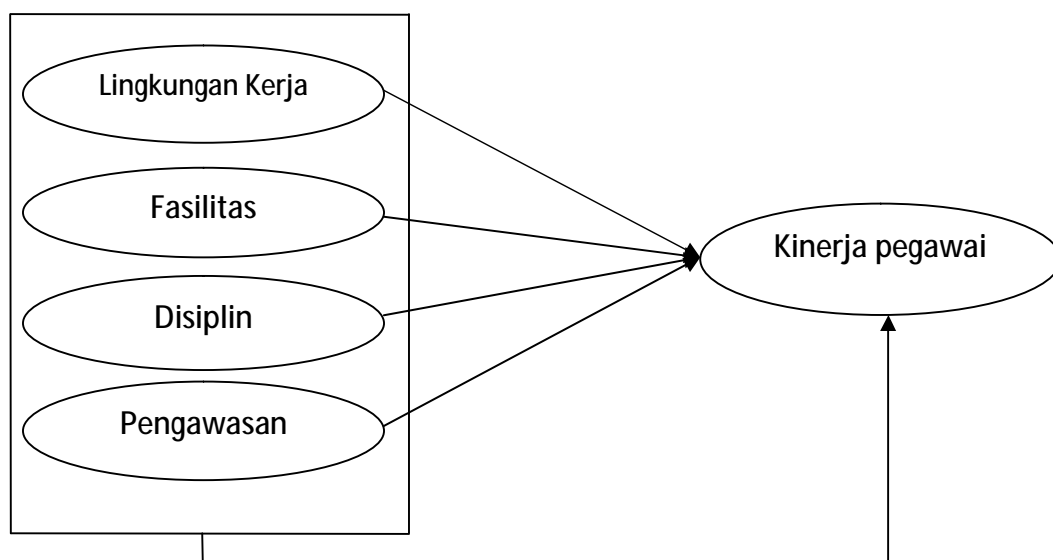 Lingkungan Kerja
Fasilitas
Disiplin
Pengawasan
Kinerja pegawai